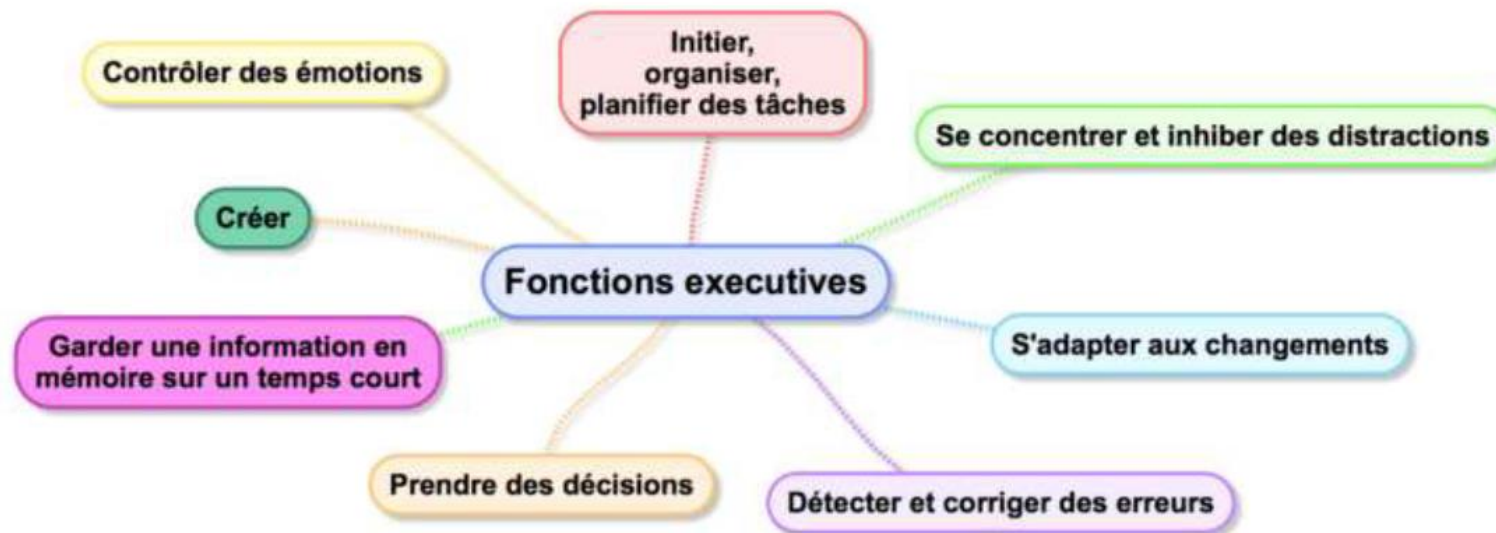 Contrôler des émotions
Initier,
organiser,
planifier des tâches
Se concentrer et inhiber des distractions
Créer
Fonctions executives
Garder une information en
mémoire sur un temps court
S'adapter aux changements
Prendre des décisions
Détecter et corriger des erreurs